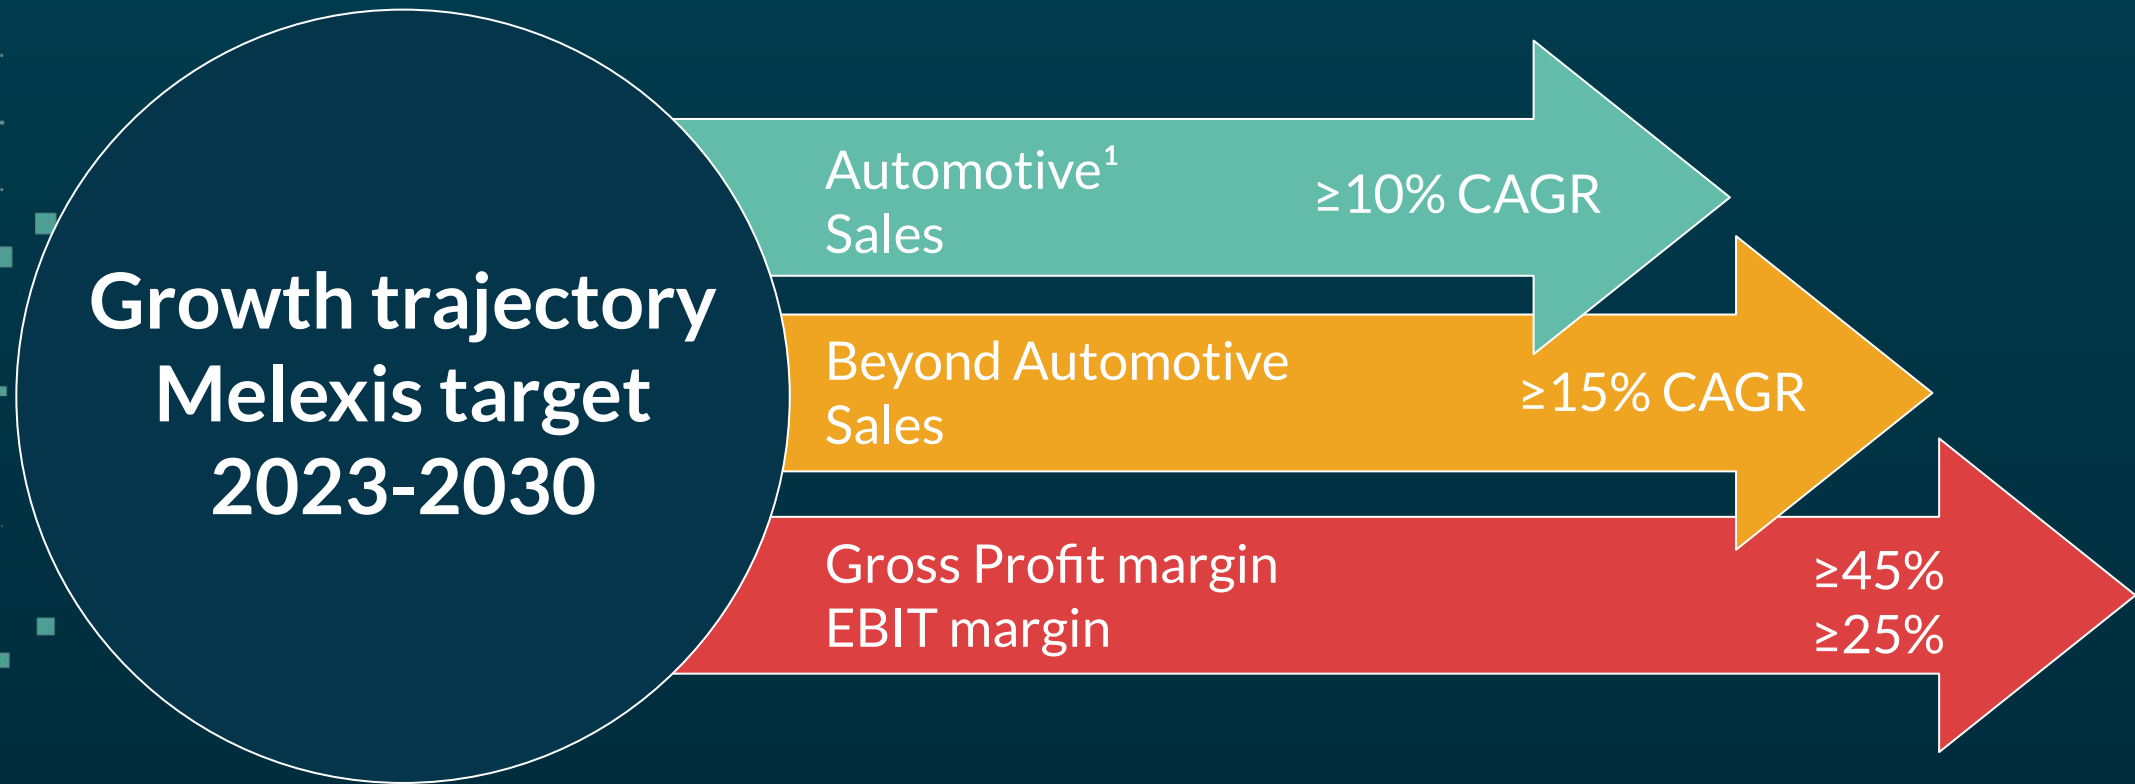 Growth trajectory
Melexis target
2023-2030
Automotive¹
Sales
≥10% CAGR
Beyond Automotive
Sales
≥15% CAGR
Gross Profit margin
≥45%
EBIT margin
≥25%